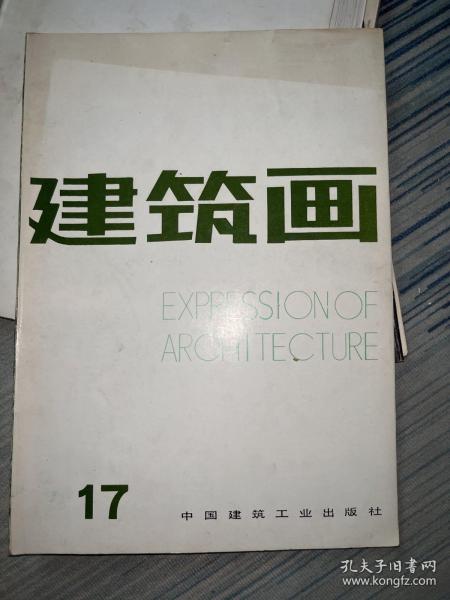 建筑画
EXPRESSION OF
ARCHITECTURE
17
中国建筑工业出版社
孔夫子旧书网
www.kongfz.com